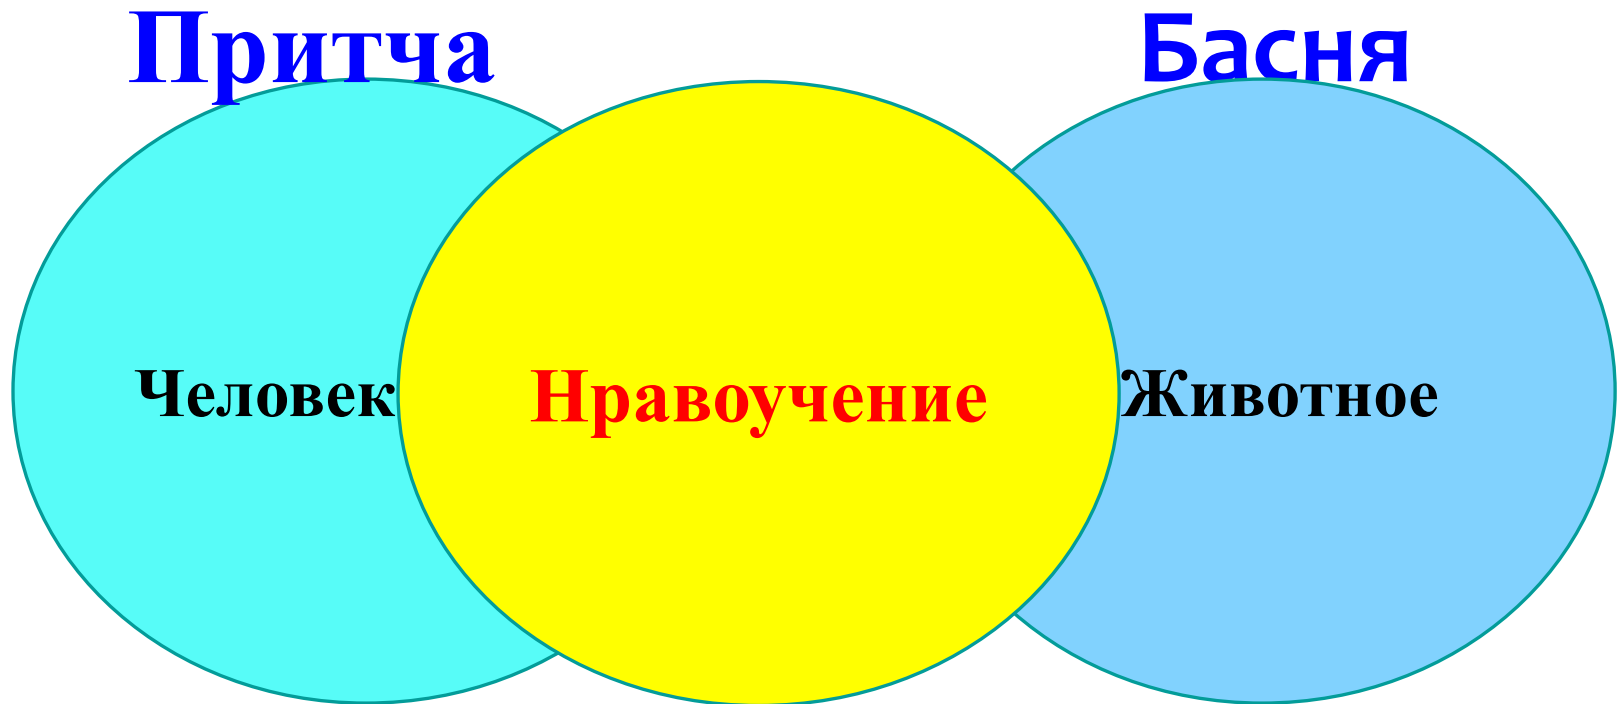 Притча
Басня
Человек
Нравоучение
Животное